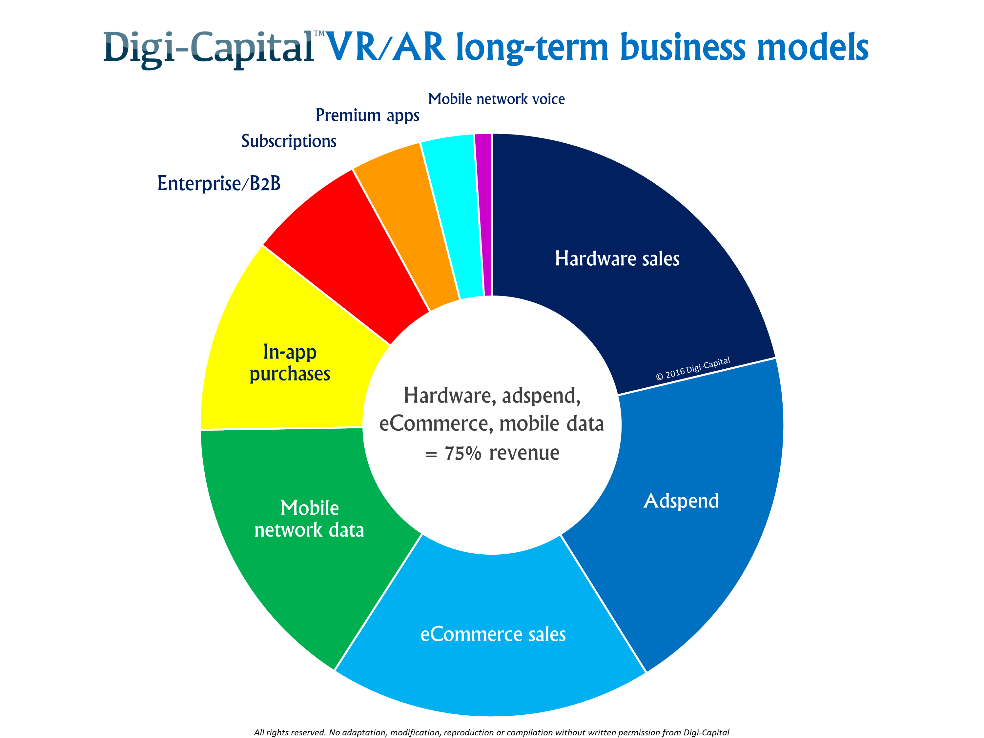 Digi-Capital™ VR/AR long-term business models
Mobile network voice
Premium apps
Subscriptions
Enterprise/B2B
Hardware sales
In-app
purchases
© 2016 Digi-Capital
Hardware, adspend,
eCommerce, mobile data
= 75% revenue
Adspend
Mobile
network data
eCommerce sales
All rights reserved. No adaptation, modification, reproduction or compilation without written permission from Digi-Capital